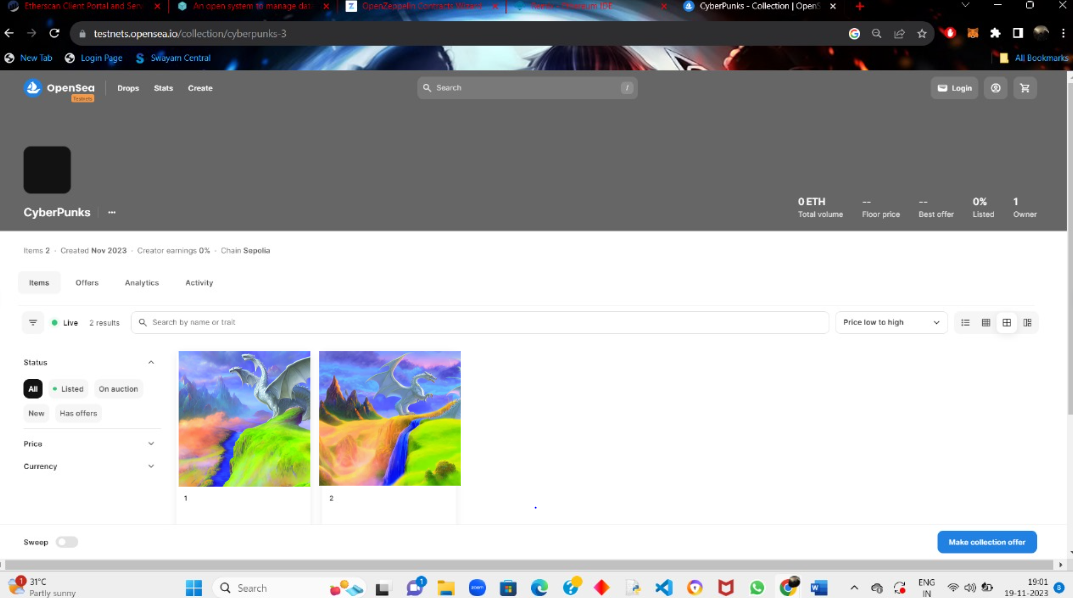 Etherscan Client Portal and Serv
An open system to manage dat
OpenZeppelin Contracts Wizard
CyberPunks - Collection | OpenS
testnets.opensea.io/collection/cyberpunks-3
New Tab
Login Page
Swayam Central
All Bookmarks
OpenSea
Testnets
Drops Stats Create
Search /
Login
CyberPunks ...
0 ETH
Total volume
--
Floor price
--
Best offer
0%
Listed
1
Owner
Items 2 · Created Nov 2023 · Creator earnings 0% · Chain Sepolia
Items Offers Analytics Activity
Live 2 results
Search by name or trait
Price low to high
Status
All Listed On auction
New Has offers
Price
Currency
1
2
Sweep
Make collection offer
1
31°C
Partly sunny
Search
1
ENG
IN
19:01
19-11-2023
8